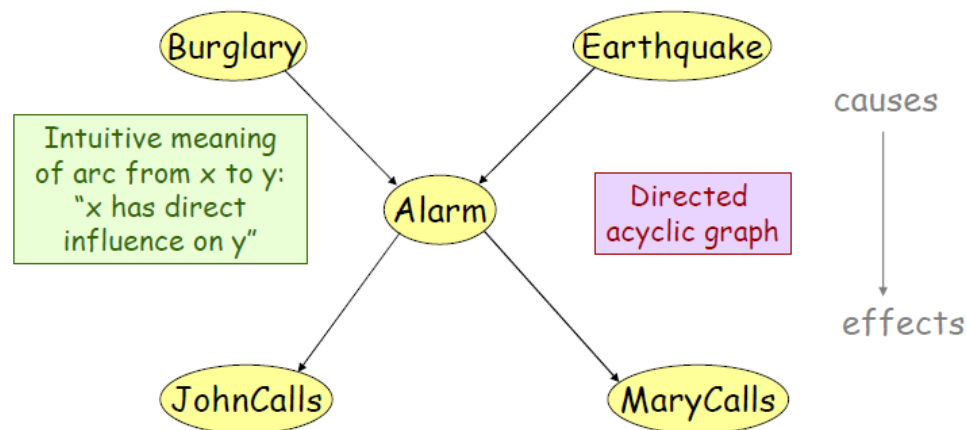 Burglary
Earthquake
causes
Intuitive meaning
of arc from x to y:
“x has direct
influence on y”
Alarm
Directed
acyclic graph
effects
JohnCalls
MaryCalls